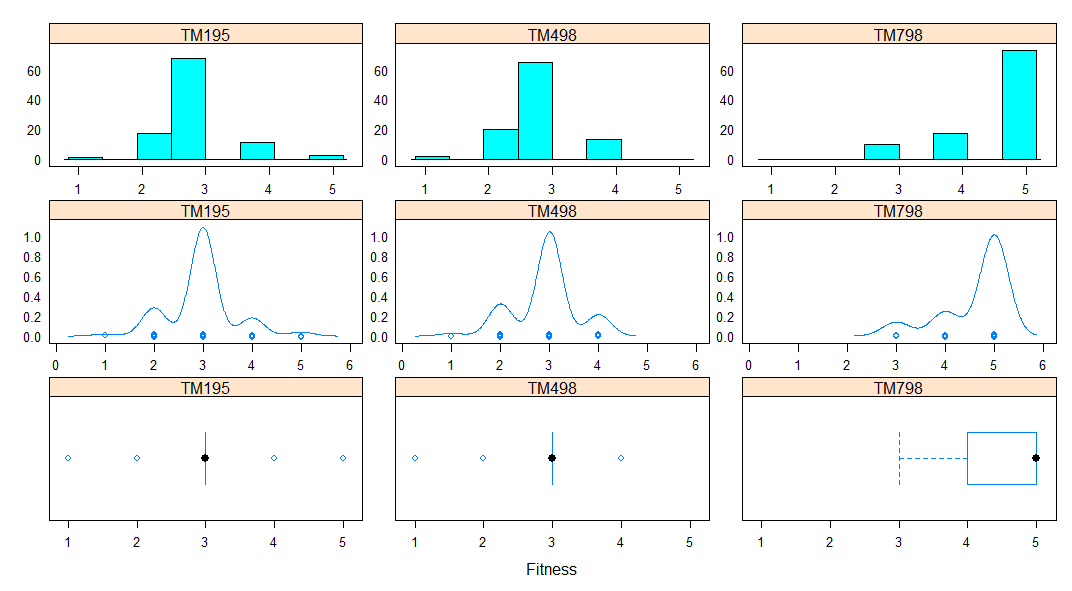 TM195 TM498 TM798
60 60 60
40 40 40
20 20 20
0 0 0
1 2 3 4 5 1 2 3 4 5 1 2 3 4 5
TM195 TM498 TM798
1.0 1.0 1.0
0.8 0.8 0.8
0.6 0.6 0.6
0.4 0.4 0.4
0.2 0.2 0.2
0.0 0.0 0.0
0 1 2 3 4 5 6 0 1 2 3 4 5 6 0 1 2 3 4 5 6
TM195 TM498 TM798
1 2 3 4 5 1 2 3 4 5 1 2 3 4 5
Fitness